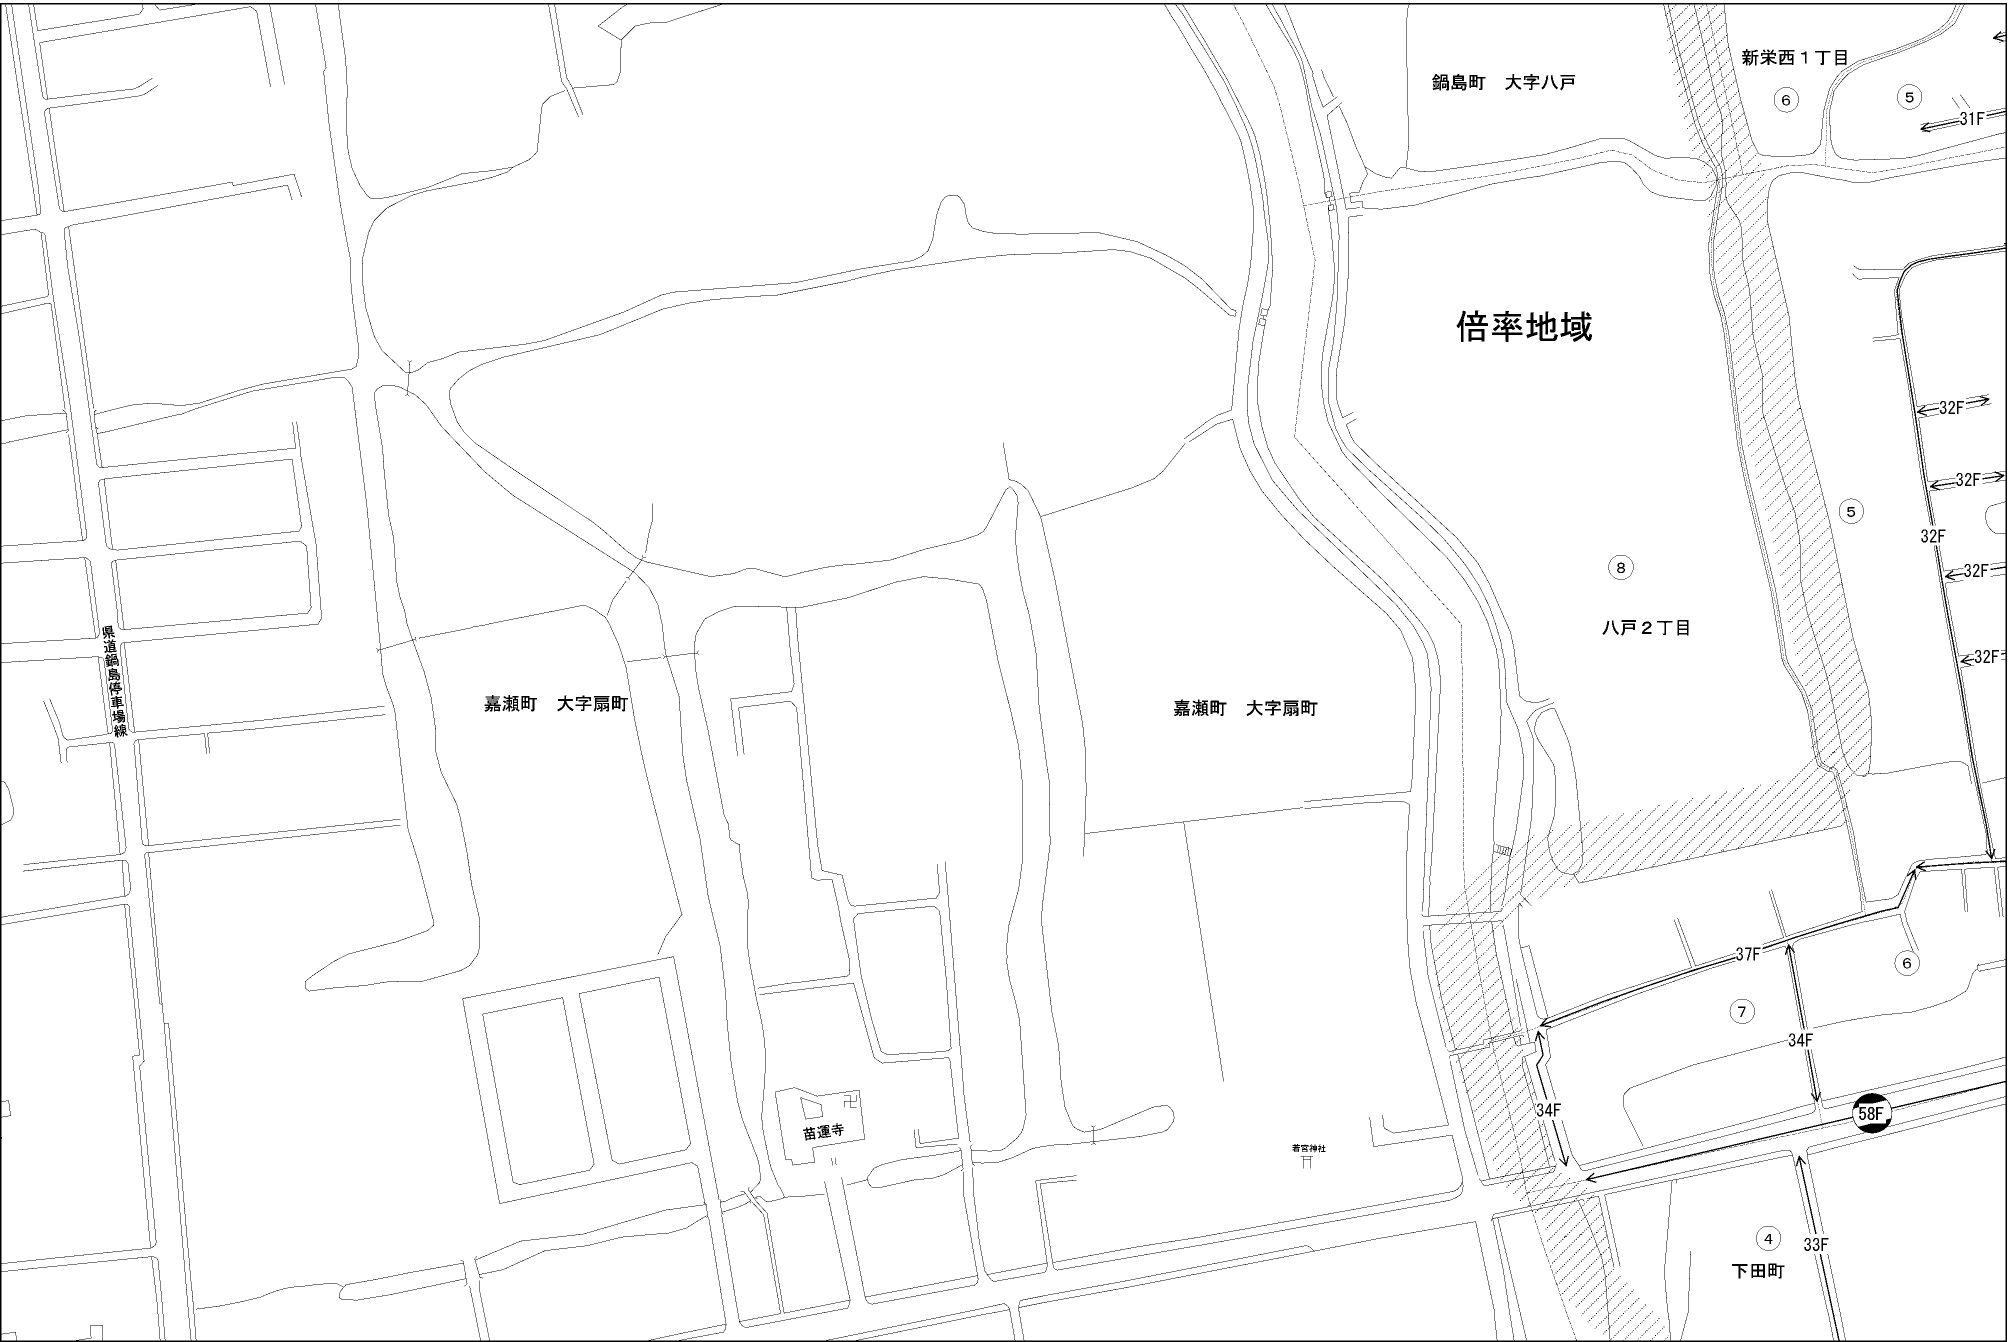 新栄西1丁目
鍋島町 大字八戸
⑥
⑤
31F
倍率地域
32F
32F
⑤
32F
⑧
32F
八戸2丁目
32F
県道鍋島停車場線
嘉瀬町 大字扇町
嘉瀬町 大字扇町
37F
⑥
⑦
34F
34F
58F
苗運寺
若宮神社
④
33F
下田町